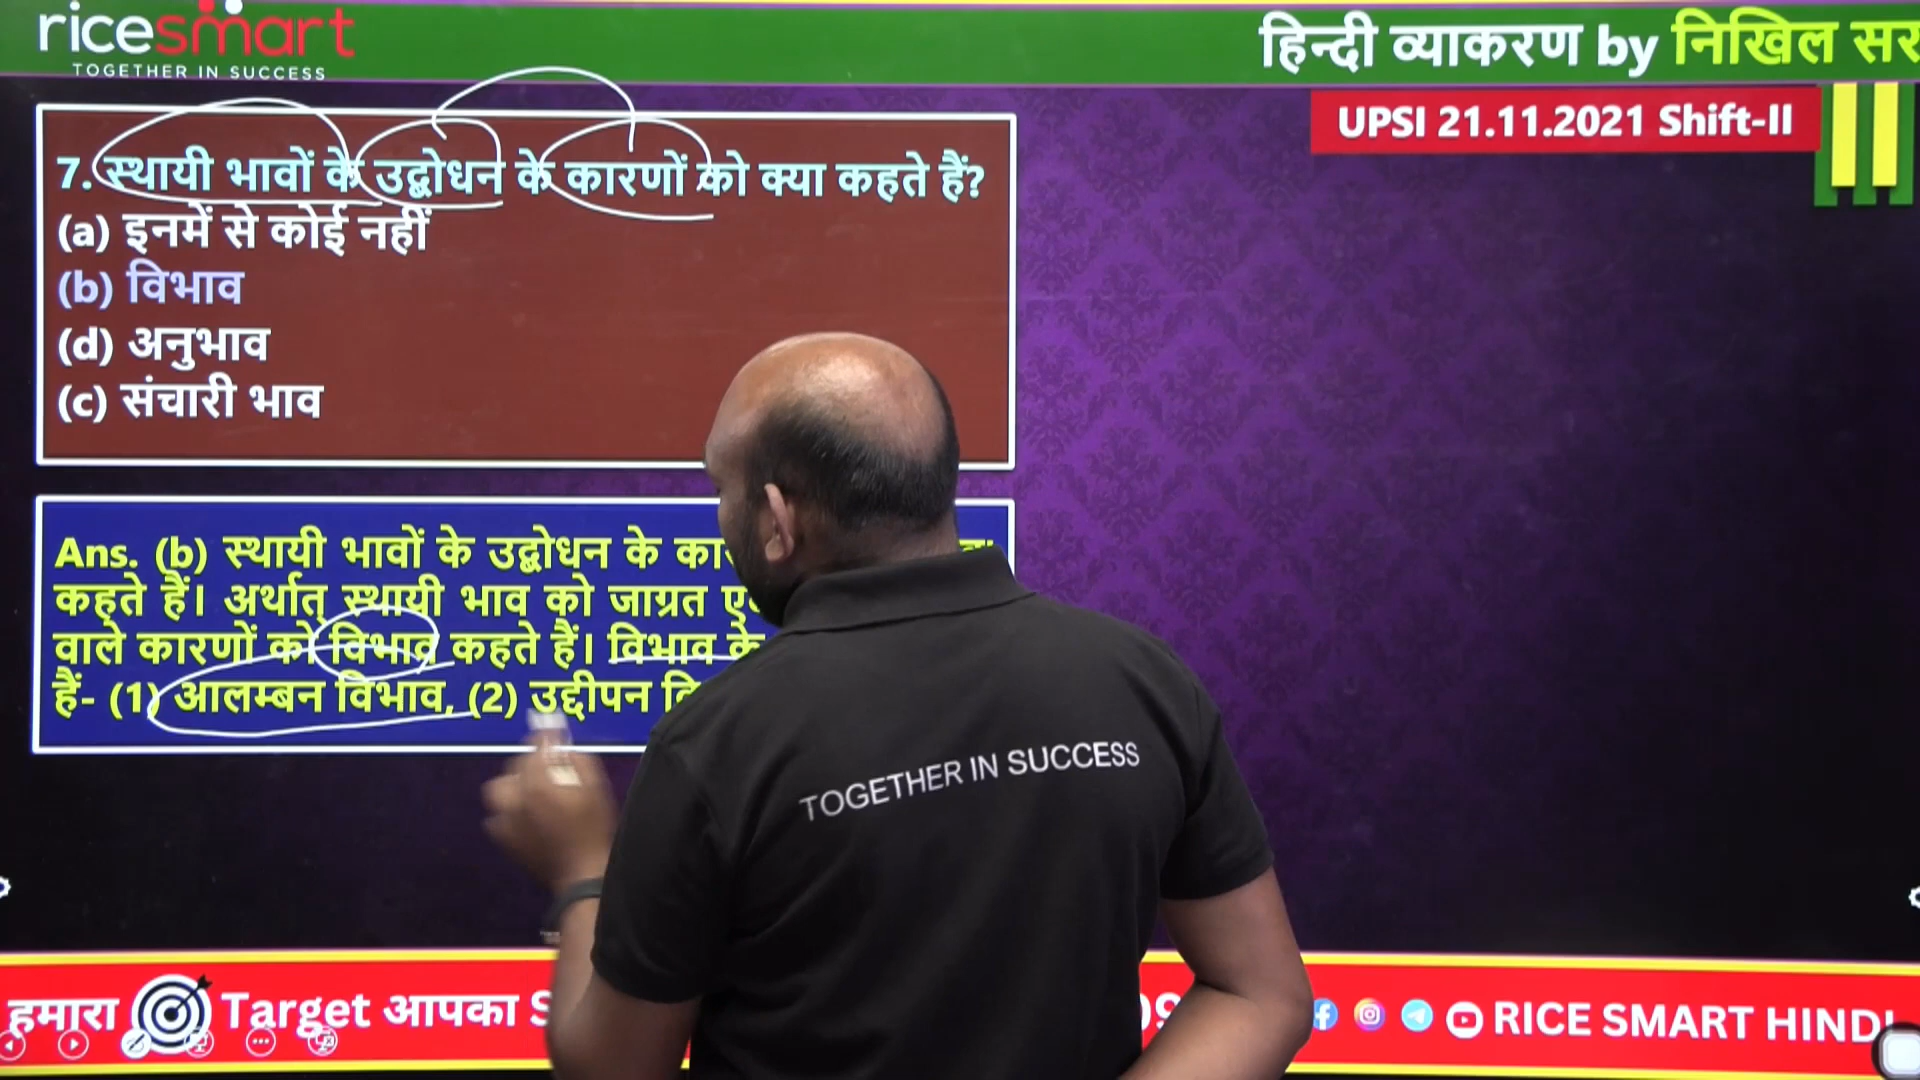 ricesmart
TOGETHER IN SUCCESS
हिन्दी व्याकरण by निखिल सर
UPSI 21.11.2021 Shift-II
7. स्थायी भावों के उद्बोधन के कारणों को क्या कहते हैं?
(a) इनमें से कोई नहीं
(b) विभाव
(d) अनुभाव
(c) संचारी भाव
Ans. (b) स्थायी भावों के उद्बोधन के
कहते हैं। अर्थात् स्थायी भाव को जाग्रत
वाले कारणों को विभाव कहते हैं। विभाव के
हैं- (1) आलम्बन विभाव, (2) उद्दीपन
TOGETHER IN SUCCESS
हमारा Target आपका
RICE SMART HINDI